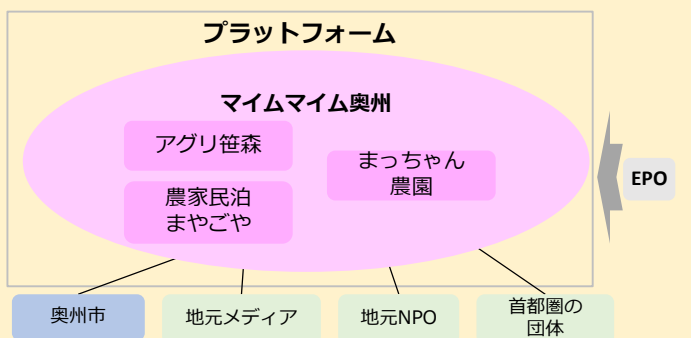 プラットフォーム
マイムマイム奥州
アグリ笹森
まっちゃん
農園
農家民泊
まやごや
EPO
奥州市
地元メディア
地元NPO
首都圏の
団体